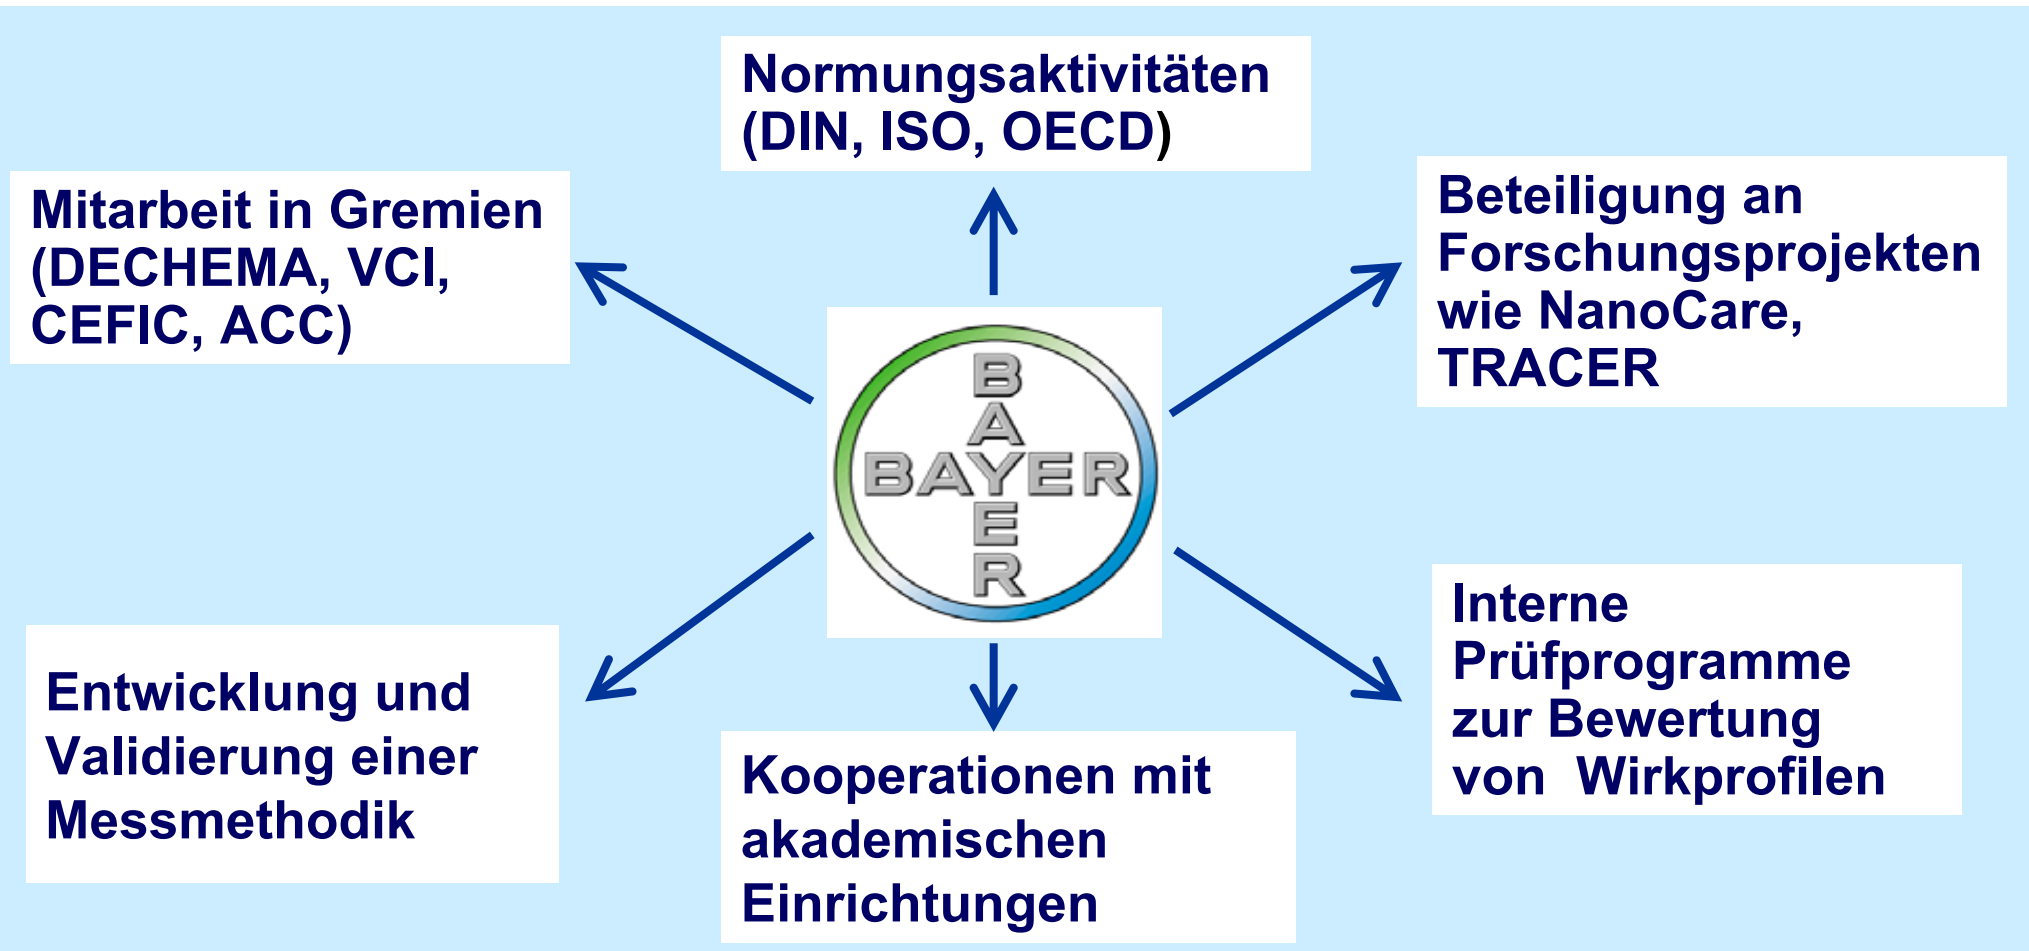 Normungsaktivitäten
(DIN, ISO, OECD)
Mitarbeit in Gremien
(DECHEMA, VCI,
CEFIC, ACC)
Beteiligung an
Forschungsprojekten
wie NanoCare,
TRACER
BAYER
BAYER
Entwicklung und
Validierung einer
Messmethodik
Kooperationen mit
akademischen
Einrichtungen
Interne
Prüfprogramme
zur Bewertung
von  Wirkprofilen